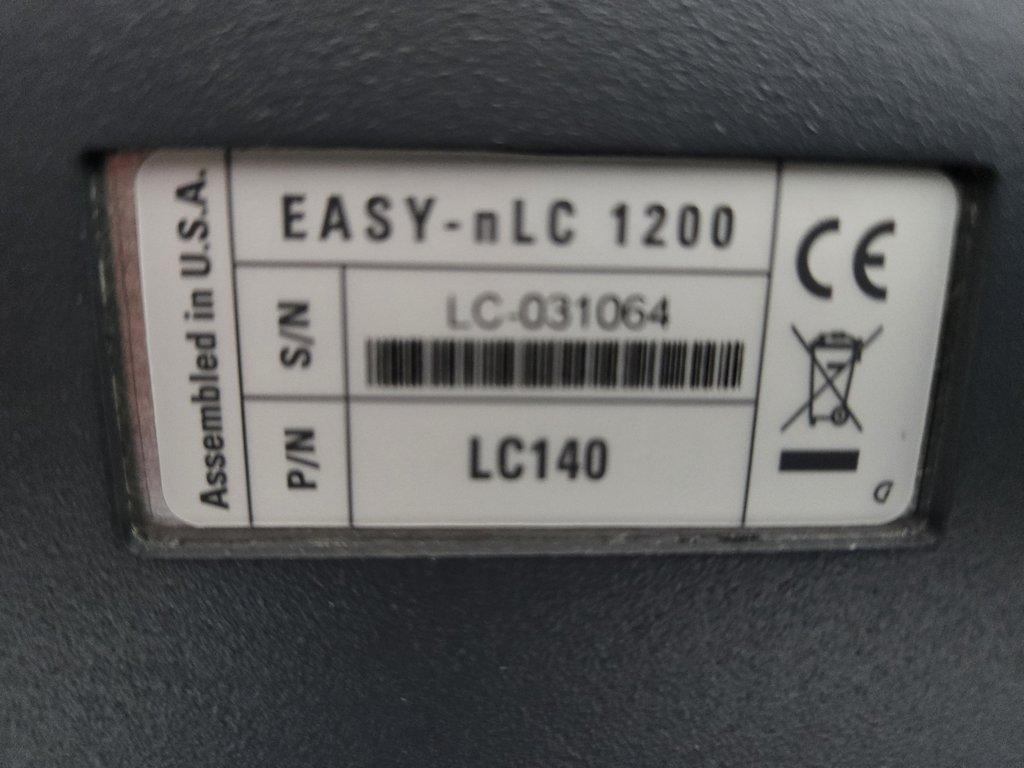 Assembled in U.S.A.
EASY-nLC 1200
S/N
LC-031064
P/N
LC140
CE
D